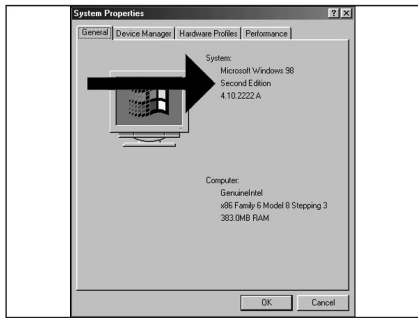 System Properties
General Device Manager Hardware Profiles Performance
System:
Microsoft Windows 98
Second Edition
4.10.2222 A
Computer:
GenuineIntel
x86 Family 6 Model 8 Stepping 3
383.0MB RAM
OK Cancel